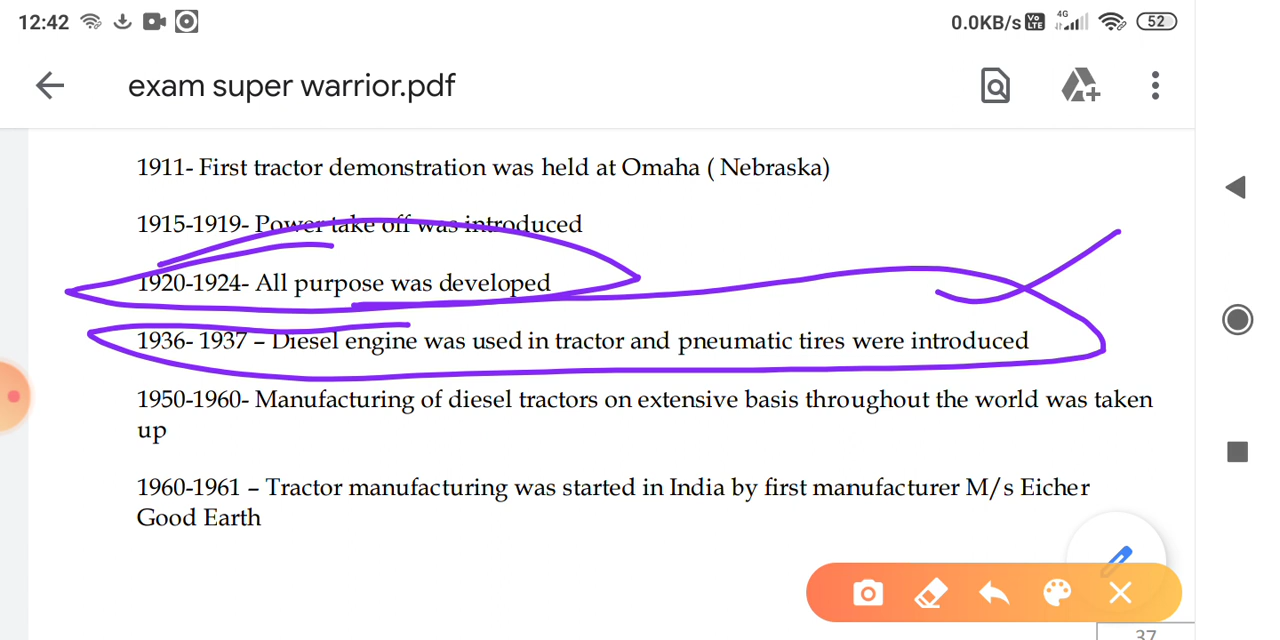 12:42 0.0KB/s Vo LTE 4G 52
exam super warrior.pdf
1911- First tractor demonstration was held at Omaha ( Nebraska)
1915-1919- Power take off was introduced
1920-1924- All purpose was developed
1936- 1937 – Diesel engine was used in tractor and pneumatic tires were introduced
1950-1960- Manufacturing of diesel tractors on extensive basis throughout the world was taken
up
1960-1961 – Tractor manufacturing was started in India by first manufacturer M/s Eicher
Good Earth
37